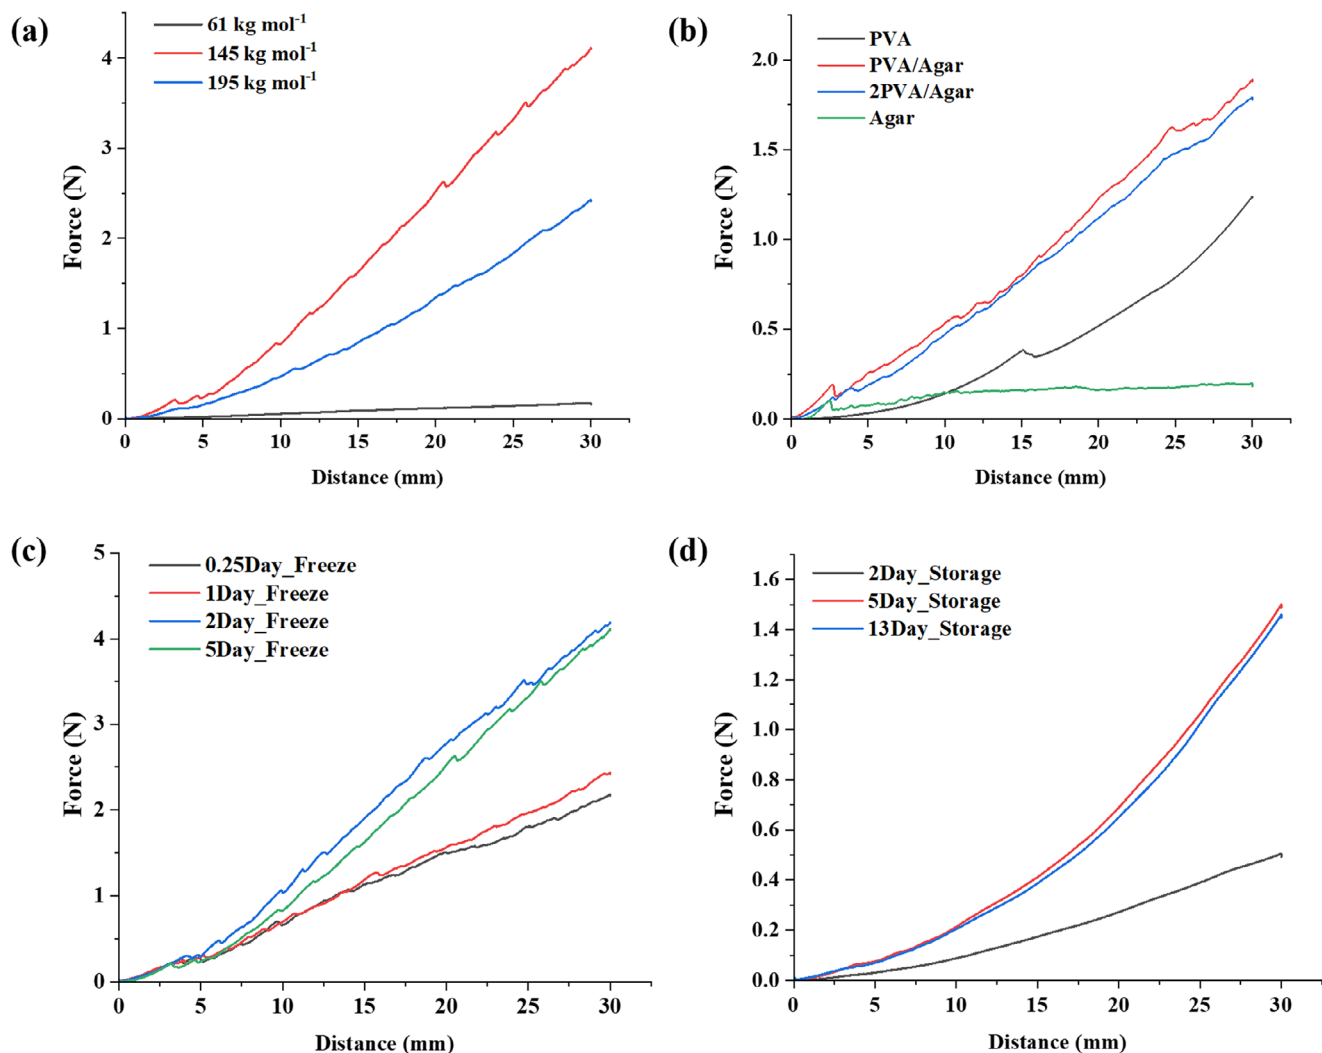 (a)
61 kg mol-1
145 kg mol-1
195 kg mol-1
4
3
2
1
0
Force (N)
0 5 10 15 20 25 30
Distance (mm)
(b)
PVA
PVA/Agar
2PVA/Agar
Agar
2.0
1.5
1.0
0.5
0.0
Force (N)
0 5 10 15 20 25 30
Distance (mm)
(c)
0.25Day_Freeze
1Day_Freeze
2Day_Freeze
5Day_Freeze
5
4
3
2
1
0
Force (N)
0 5 10 15 20 25 30
Distance (mm)
(d)
2Day_Storage
5Day_Storage
13Day_Storage
1.6
1.4
1.2
1.0
0.8
0.6
0.4
0.2
0.0
Force (N)
0 5 10 15 20 25 30
Distance (mm)